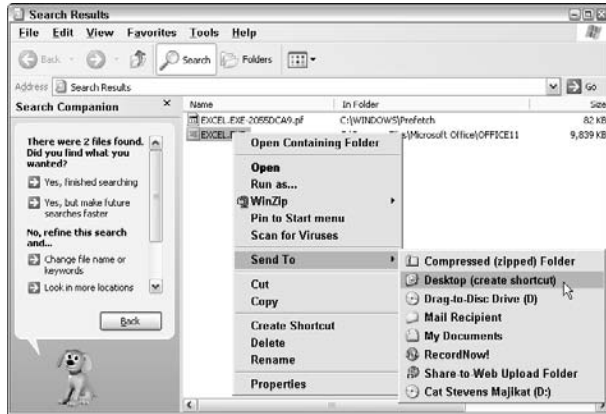 Search Results
File Edit View Favorites Tools Help
Back Search Folders
Address Search Results Go
Search Companion
Name In Folder Size
EXCEL.EXE-2055DCA9.pf C:\WINDOWS\Prefetch 82 KB
EXCEL.EXE \Microsoft Office\OFFICE11 9,839 KB
There were 2 files found.
Did you find what you
wanted?
Yes, finished searching
Yes, but make future
searches faster
No, refine this search
and...
Change file name or
keywords
Look in more locations
Back
Open Containing Folder
Open
Run as...
WinZip
Pin to Start menu
Scan for Viruses
Send To
Cut
Copy
Create Shortcut
Delete
Rename
Properties
Compressed (zipped) Folder
Desktop (create shortcut)
Drag-to-Disc Drive (D)
Mail Recipient
My Documents
RecordNow!
Share-to-Web Upload Folder
Cat Stevens Majikat (D:)